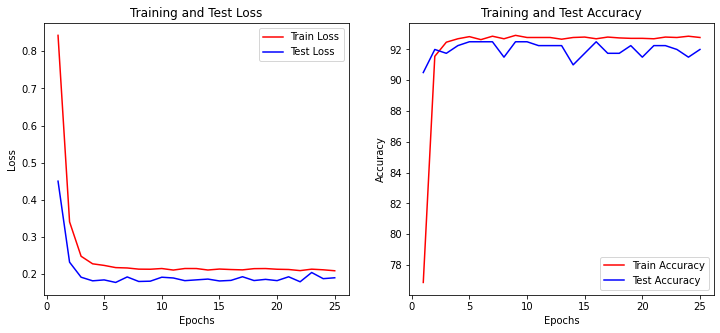 Training and Test Loss
Train Loss
Test Loss
0.8
0.7
0.6
0.5
0.4
0.3
0.2
Loss
0
5
10
15
20
25
Epochs
Training and Test Accuracy
92
90
88
86
84
82
80
78
Accuracy
Train Accuracy
Test Accuracy
0
5
10
15
20
25
Epochs